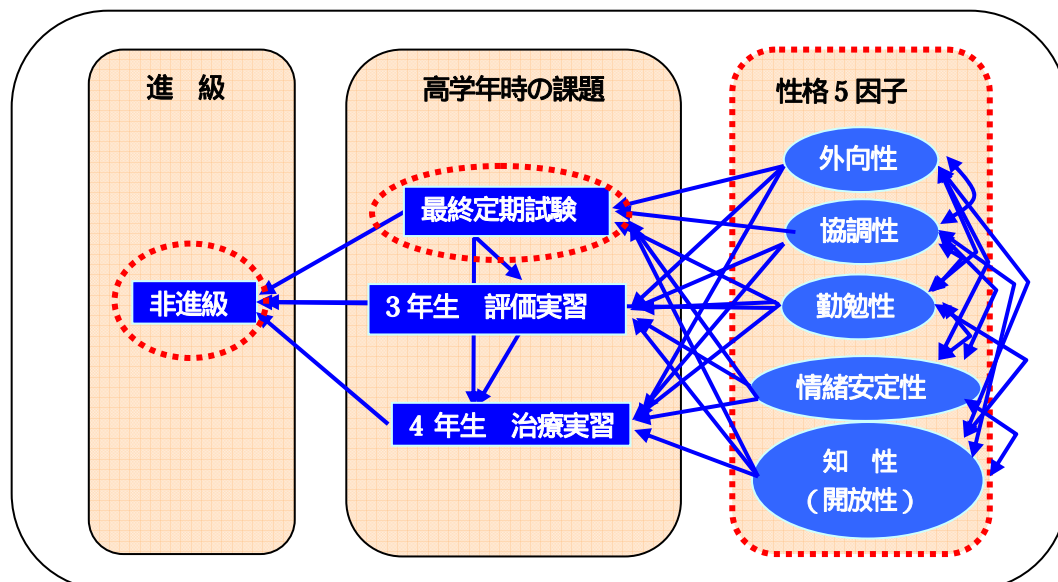 進　級
非進級
高学年時の課題
最終定期試験
3年生　評価実習
4年生　治療実習
性格5因子
外向性
協調性
勤勉性
情緒安定性
知　性
（開放性）